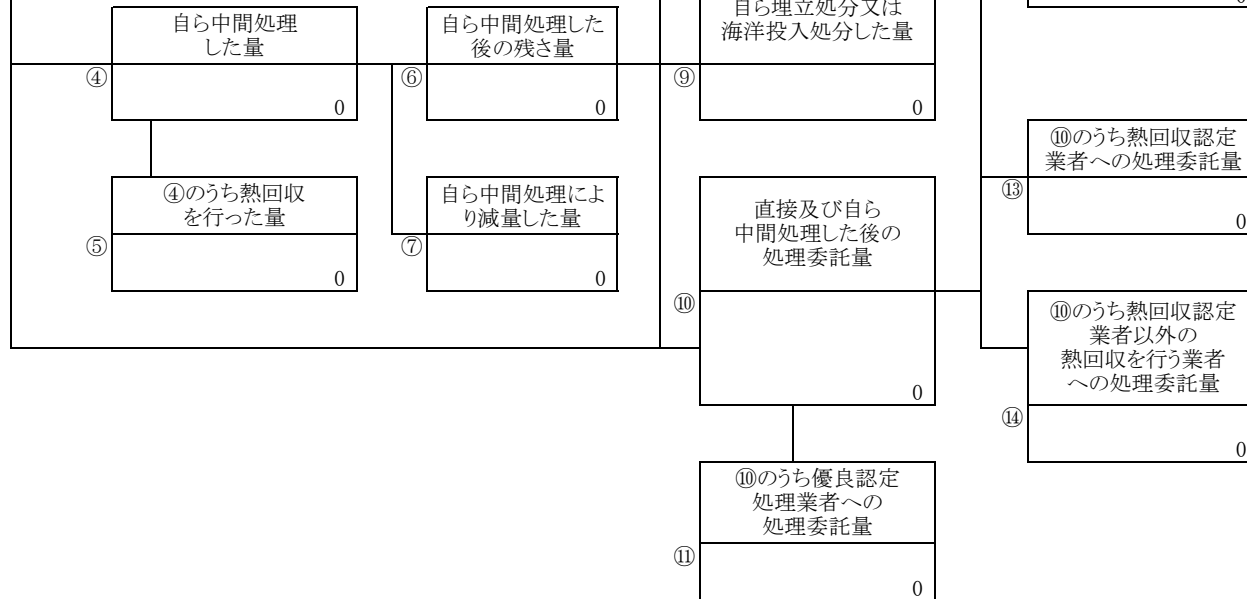 自ら中間処理
した量
④
0
④のうち熱回収
を行った量
⑤
0
自ら中間処理した
後の残さ量
⑥
0
自ら中間処理によ
り減量した量
⑦
0
自ら埋立処分又は
海洋投入処分した量
⑨
0
直接及び自ら
中間処理した後の
処理委託量
⑩
0
⑩のうち優良認定
処理業者への
処理委託量
⑪
0
⑩のうち熱回収認定
業者への処理委託量
⑬
0
⑩のうち熱回収認定
業者以外の
熱回収を行う業者
への処理委託量
⑭
0